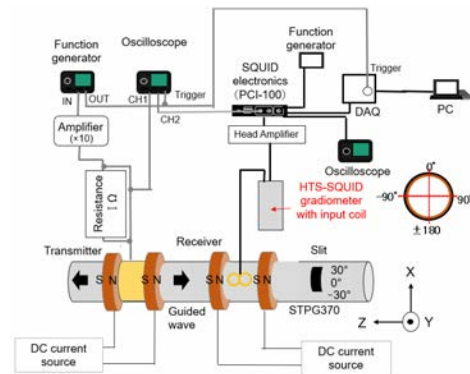 Function
generator
Oscilloscope
SQUID
electronics
(PCI-100)
Function
generator
Trigger
IN
OUT
CH1
Trigger
CH2
DAQ
PC
Amplifier
(×10)
Head Amplifier
Oscilloscope
Resistance
1 Ω
HTS-SQUID
gradiometer
with input coil
0°
-90°
90°
±180
Transmitter
Receiver
Slit
S N
S N
S N
S N
30°
0°
-30°
Guided
wave
STPG370
X
Z
Y
DC current
source
DC current
source